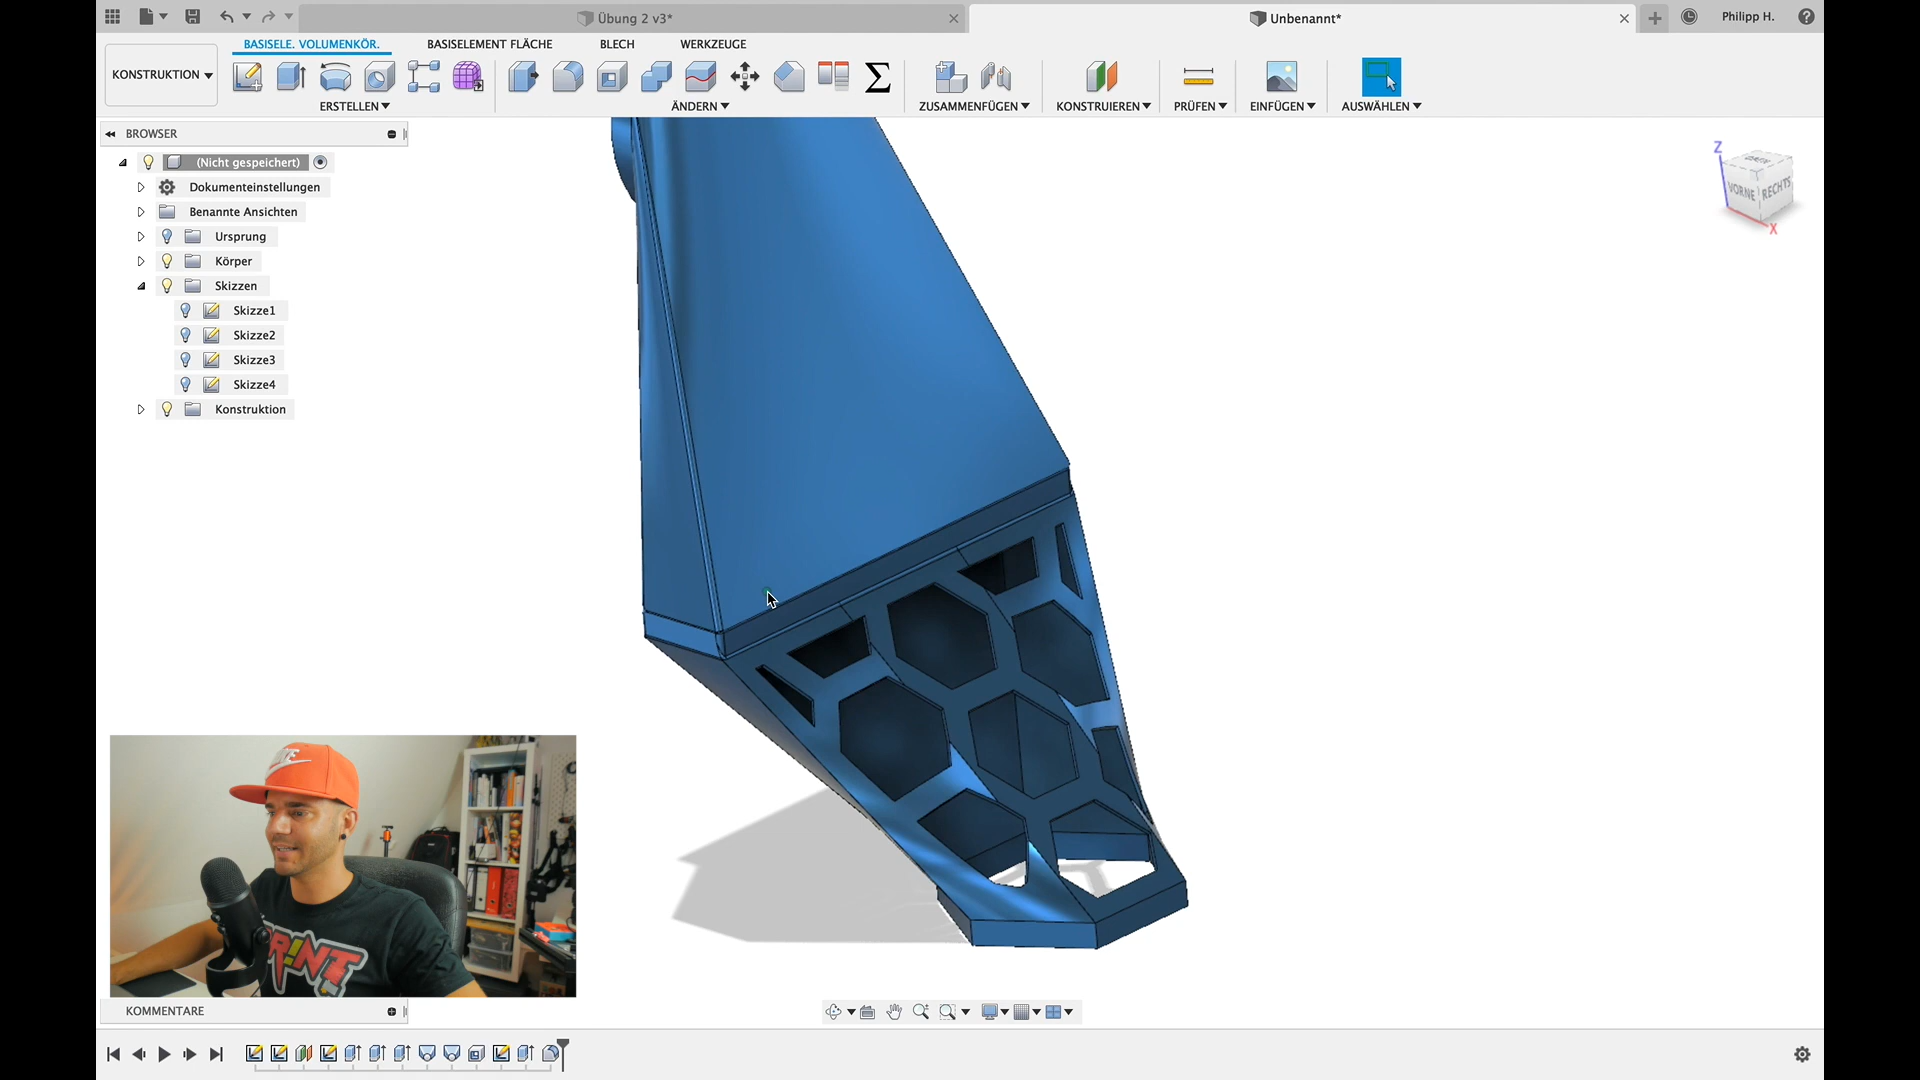 Übung 2 v3*
Unbenannt*
Philipp H.
BASISELE. VOLUMENKÖR.
BASISELEMENT FLÄCHE
BLECH
WERKZEUGE
KONSTRUKTION
ERSTELLEN
ÄNDERN
ZUSAMMENFÜGEN
KONSTRUIEREN
PRÜFEN
EINFÜGEN
AUSWÄHLEN
BROWSER
(Nicht gespeichert)
Dokumenteinstellungen
Benannte Ansichten
Ursprung
Körper
Skizzen
Skizze1
Skizze2
Skizze3
Skizze4
Konstruktion
Z
VORNE
RECHTS
X
KOMMENTARE